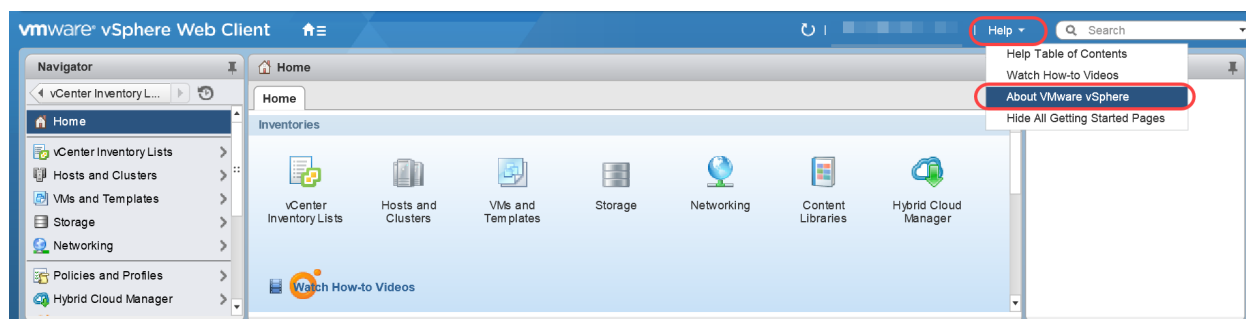 vmware® vSphere Web Client
Help
Search
Help Table of Contents
Watch How-to Videos
About VMware vSphere
Hide All Getting Started Pages
Navigator
vCenter Inventory L...
Home
vCenter Inventory Lists
Hosts and Clusters
VMs and Templates
Storage
Networking
Policies and Profiles
Hybrid Cloud Manager
Home
Home
Inventories
vCenter
Inventory Lists
Hosts and
Clusters
VMs and
Templates
Storage
Networking
Content
Libraries
Hybrid Cloud
Manager
Watch How-to Videos